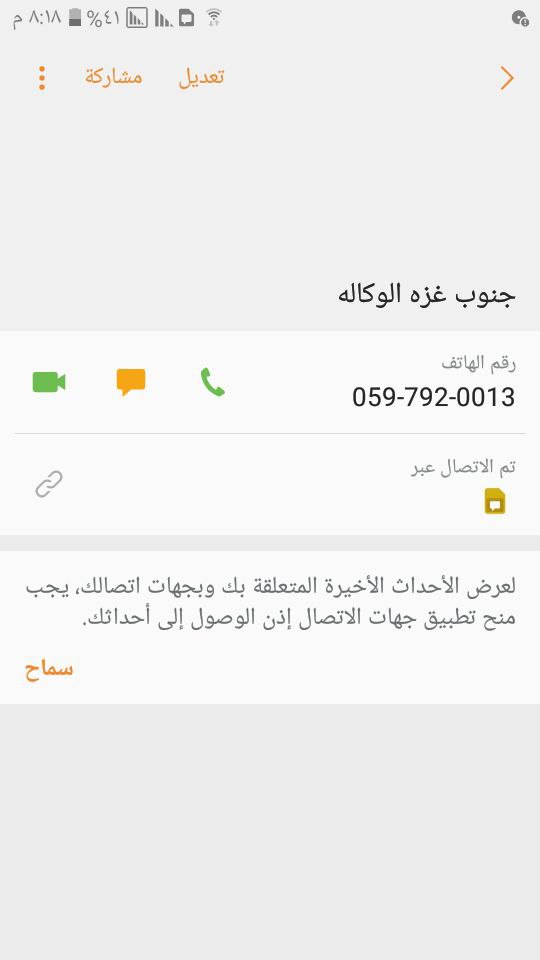 ٨:١٨ م ٤١%
تعديل مشاركة
جنوب غزه الوكاله
رقم الهاتف
059-792-0013
تم الاتصال عبر
لعرض الأحداث الأخيرة المتعلقة بك وبجهات اتصالك، يجب
منح تطبيق جهات الاتصال إذن الوصول إلى أحداثك.
سماح